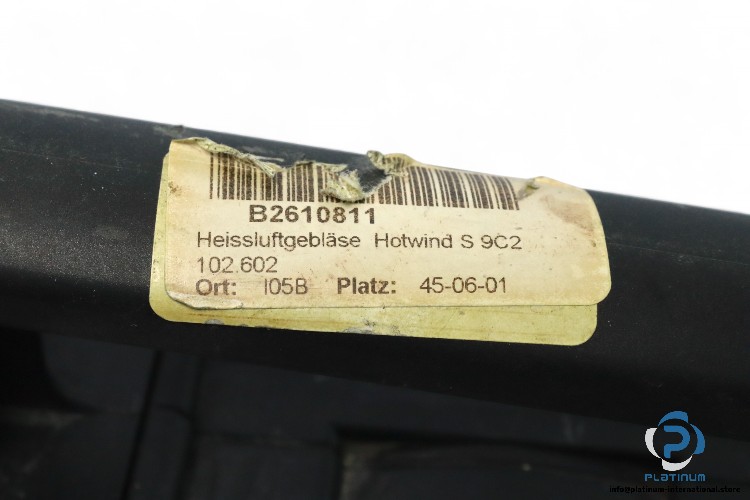 B2610811
Heissluftgebläse Hotwind S 9C2
102.602
Ort: I05B Platz: 45-06-01
PLATINUM
info@platinum-international.store